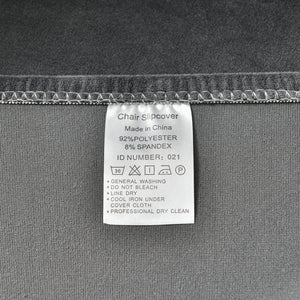 Chair Slipcover
Made in China
92%POLYESTER
8% SPANDEX
ID NUMBER: 021
30 P
• GENERAL WASHING
• DO NOT BLEACH
• LINE DRY
• COOL IRON UNDER
COVER CLOTH
• PROFESSIONAL DRY CLEAN